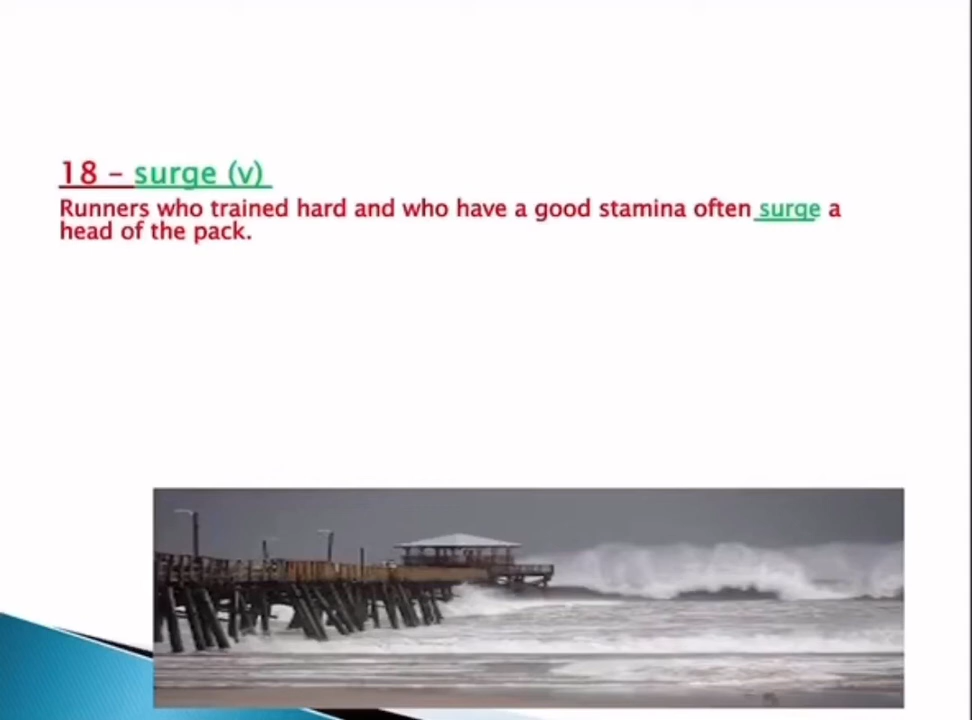 18 – surge (v)
Runners who trained hard and who have a good stamina often surge a
head of the pack.